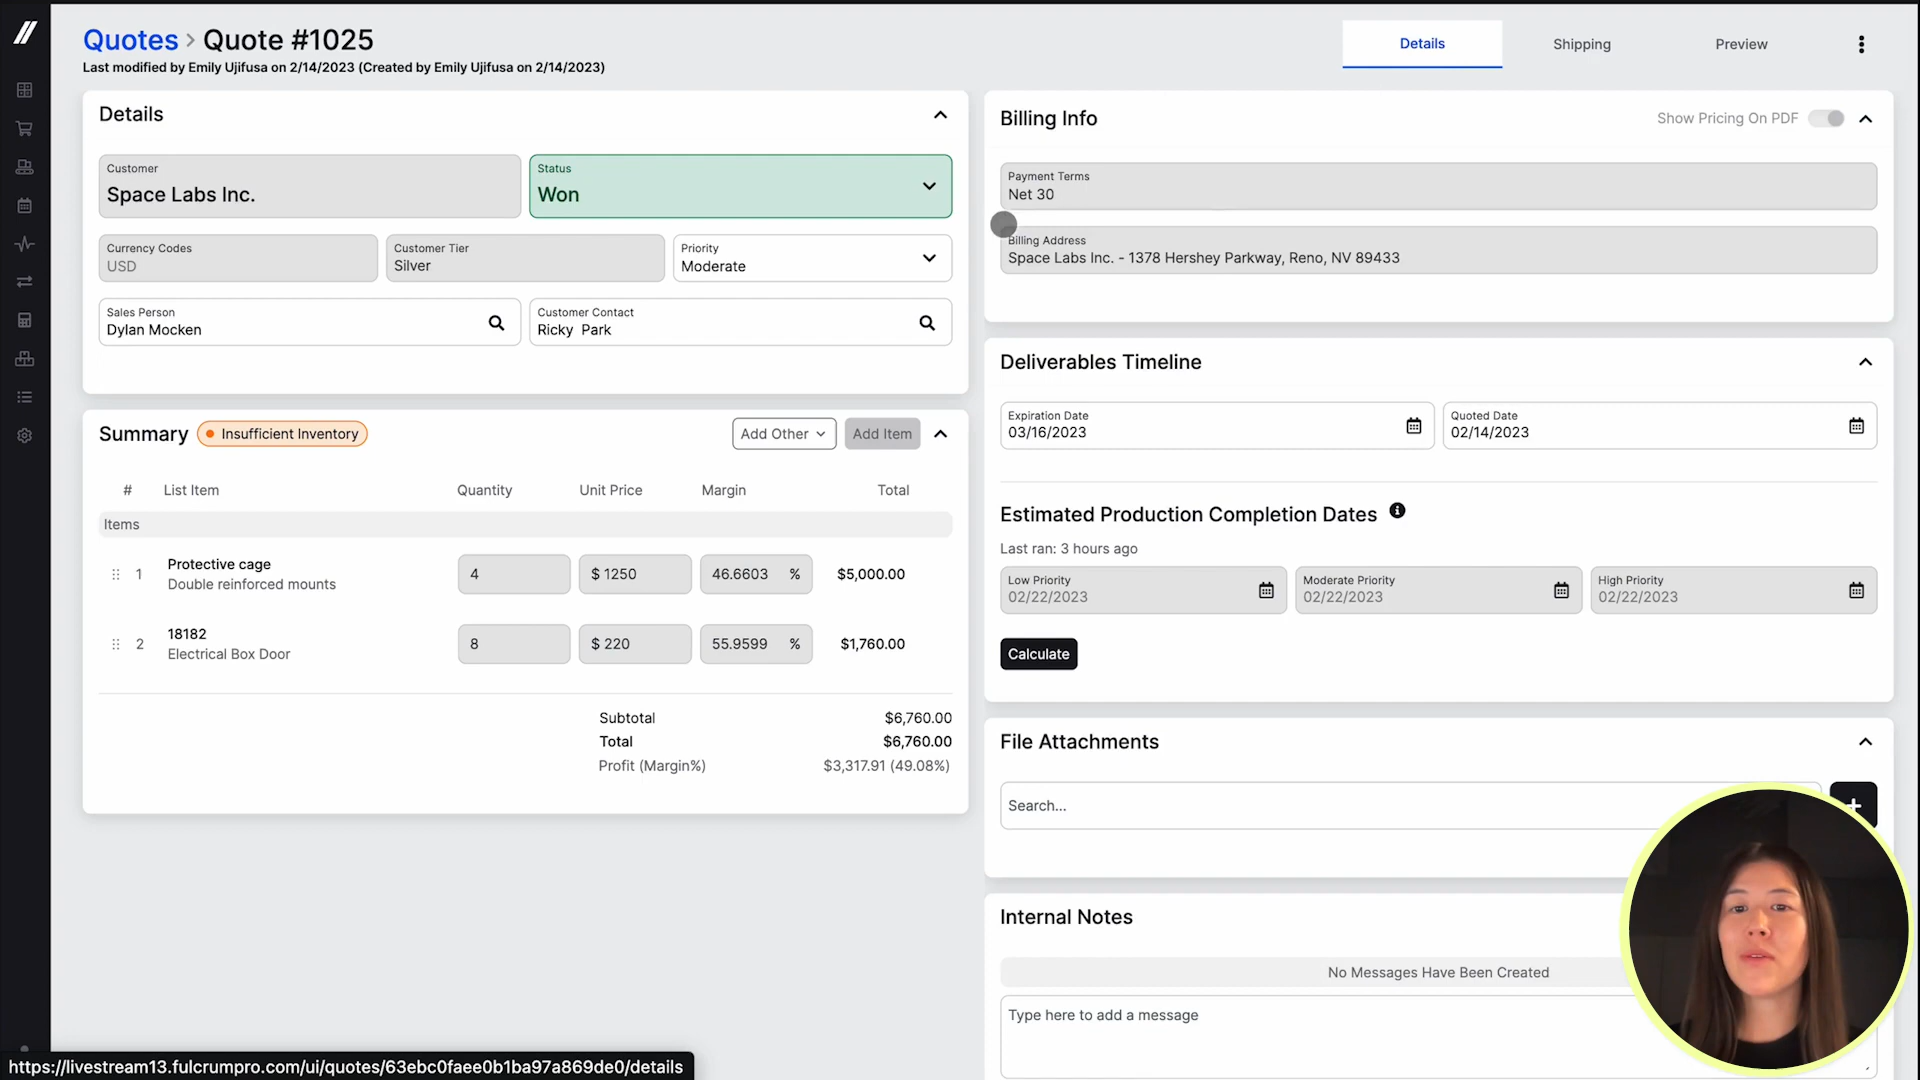 Quotes > Quote #1025
Last modified by Emily Ujifusa on 2/14/2023 (Created by Emily Ujifusa on 2/14/2023)
Details
Shipping
Preview
Details
Customer
Space Labs Inc.
Status
Won
Currency Codes
USD
Customer Tier
Silver
Priority
Moderate
Sales Person
Dylan Mocken
Customer Contact
Ricky Park
Summary
Insufficient Inventory
Add Other
Add Item
# List Item Quantity Unit Price Margin Total
Items
1 Protective cage 4 $ 1250 46.6603 % $5,000.00
Double reinforced mounts
2 18182 8 $ 220 55.9599 % $1,760.00
Electrical Box Door
Subtotal $6,760.00
Total $6,760.00
Profit (Margin%) $3,317.91 (49.08%)
Billing Info
Show Pricing On PDF
Payment Terms
Net 30
Billing Address
Space Labs Inc. - 1378 Hershey Parkway, Reno, NV 89433
Deliverables Timeline
Expiration Date
03/16/2023
Quoted Date
02/14/2023
Estimated Production Completion Dates
Last ran: 3 hours ago
Low Priority
02/22/2023
Moderate Priority
02/22/2023
High Priority
02/22/2023
Calculate
File Attachments
Search...
Internal Notes
No Messages Have Been Created
Type here to add a message
https://livestream13.fulcrumpro.com/ui/quotes/63ebc0faee0b1ba97a869de0/details